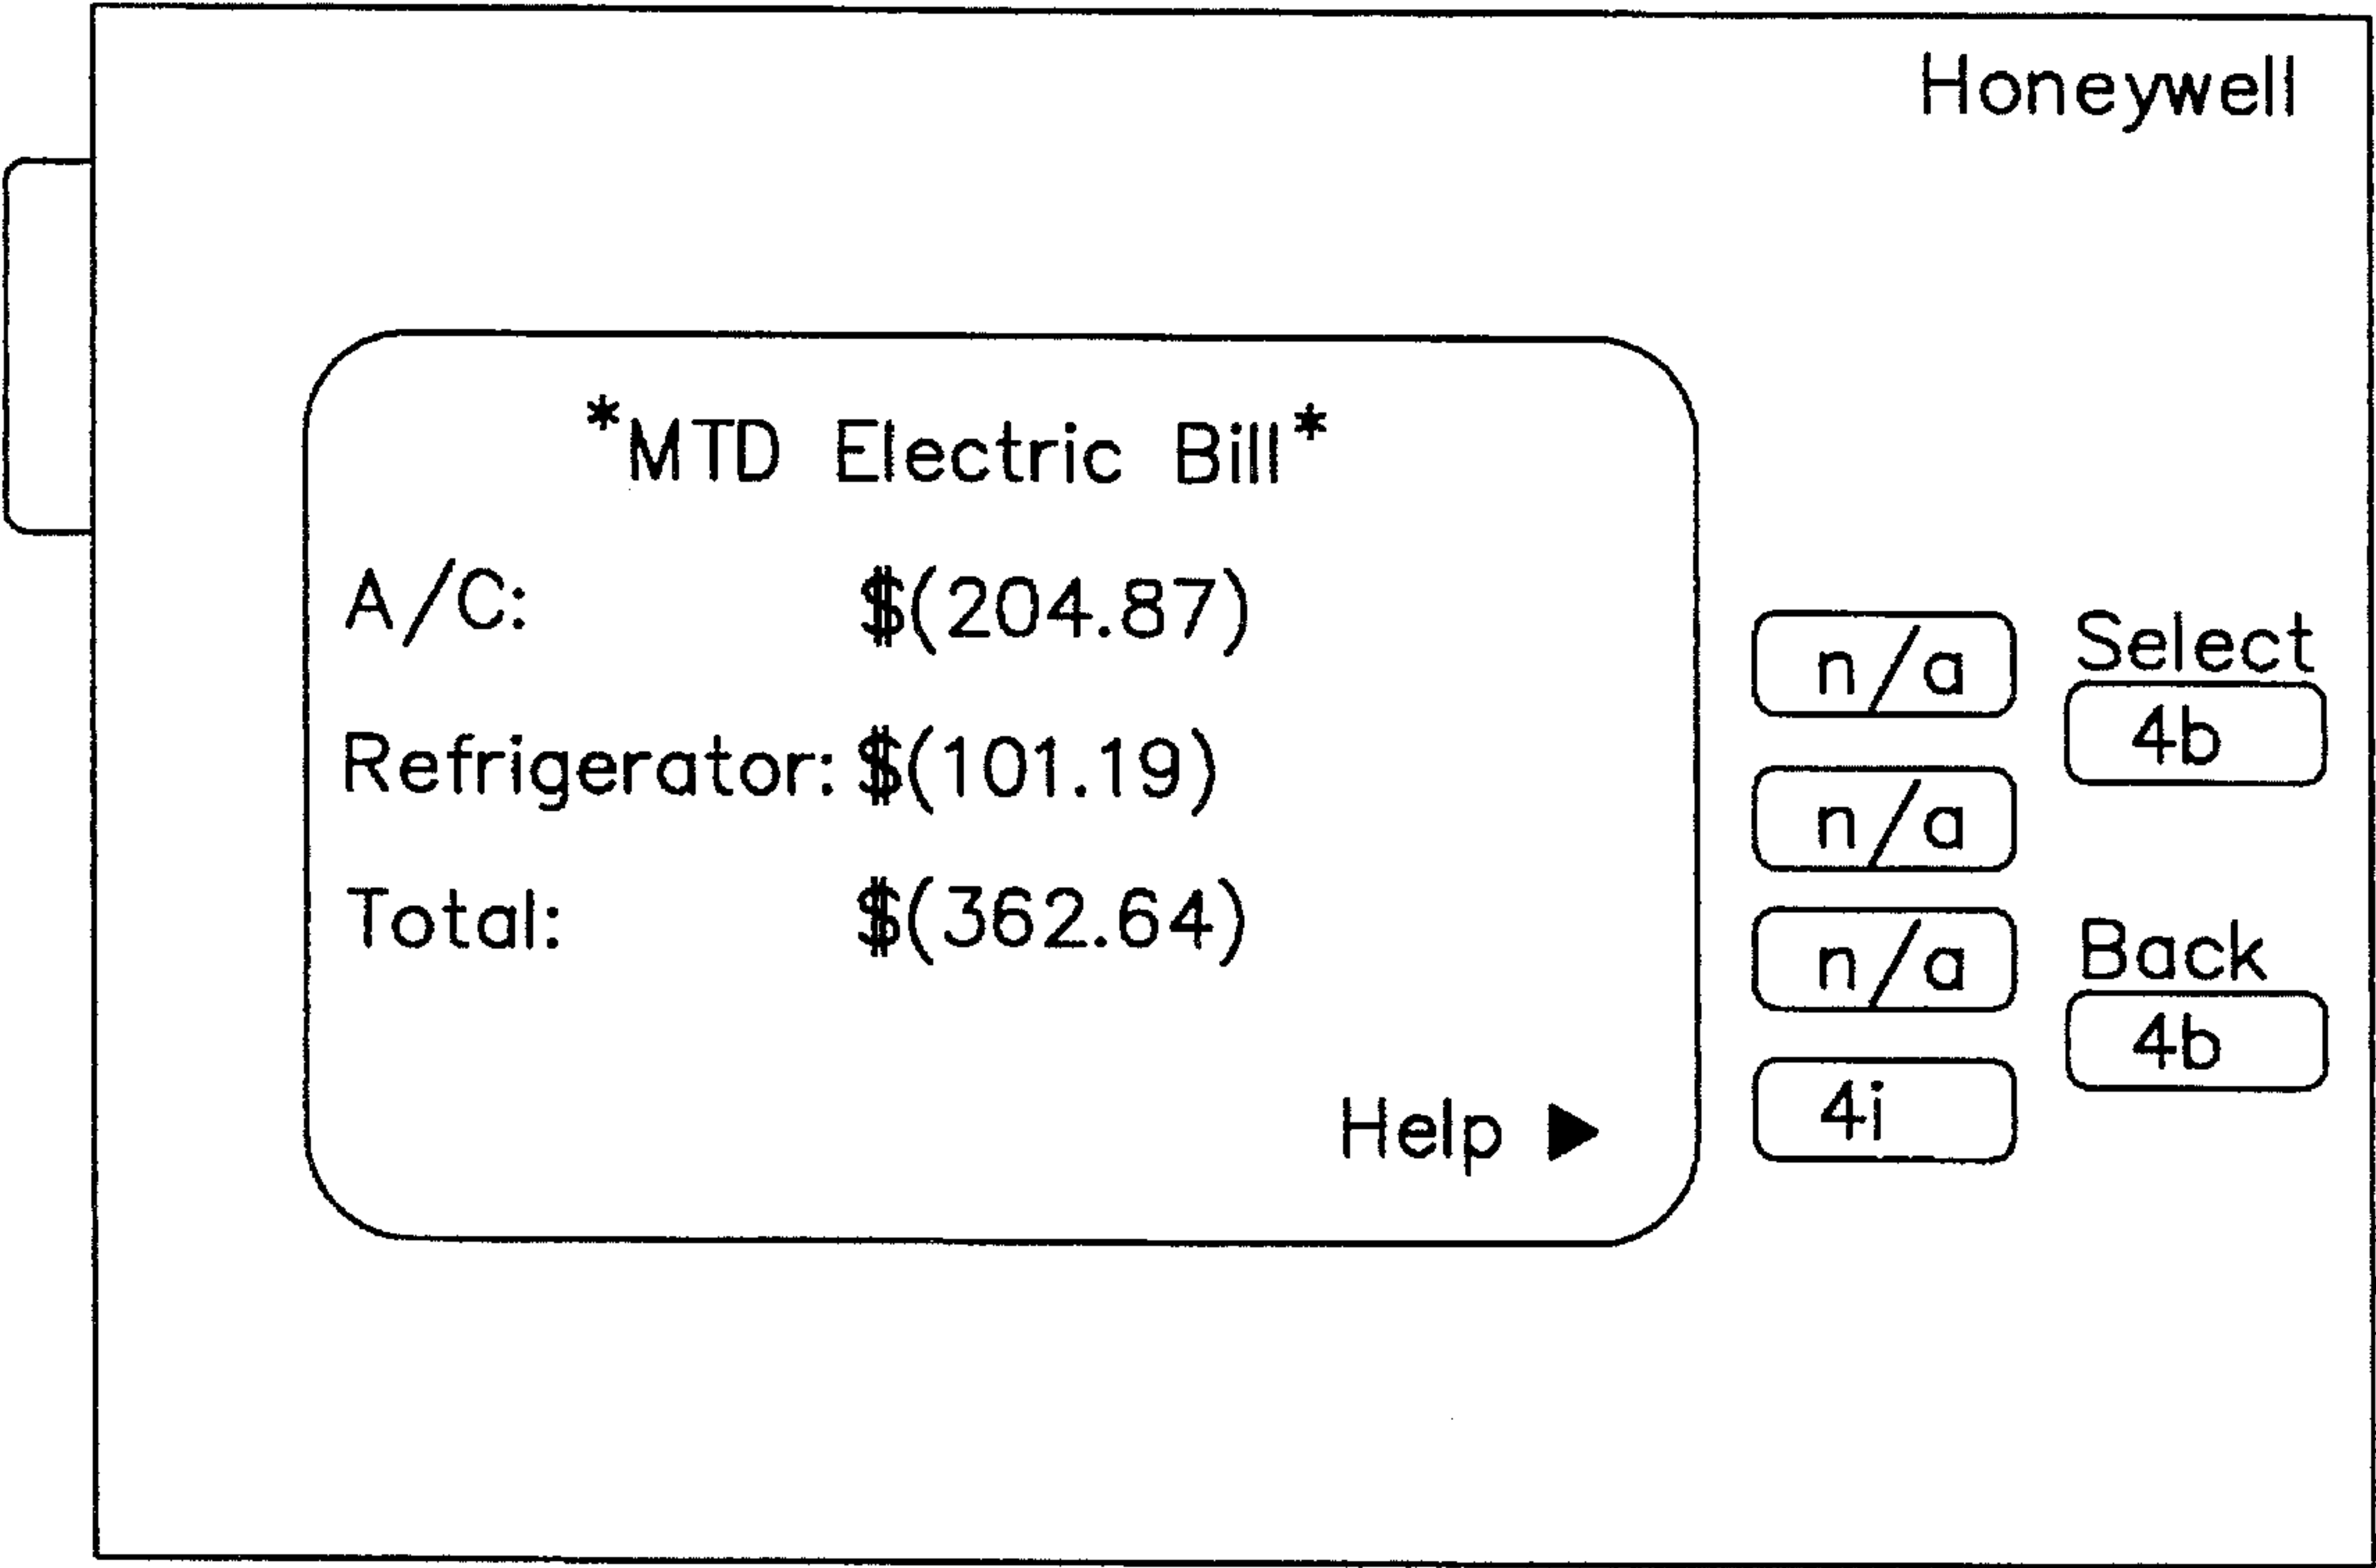 Honeywell
*MTD Electric Bill*
A/C: $(204.87)
Refrigerator: $(101.19)
Total: $(362.64)
Help ▶
n/a
n/a
n/a
4i
Select
4b
Back
4b